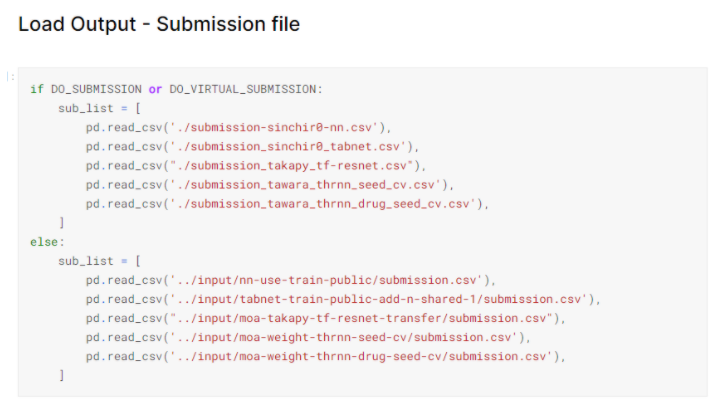 Load Output - Submission file
]:
if DO_SUBMISSION or DO_VIRTUAL_SUBMISSION:
    sub_list = [
        pd.read_csv('./submission-sinchir0-nn.csv'),
        pd.read_csv('./submission_sinchir0_tabnet.csv'),
        pd.read_csv("./submission_takapy_tf-resnet.csv"),
        pd.read_csv('./submission_tawara_thrnn_seed_cv.csv'),
        pd.read_csv('./submission_tawara_thrnn_drug_seed_cv.csv'),
    ]
else:
    sub_list = [
        pd.read_csv('../input/nn-use-train-public/submission.csv'),
        pd.read_csv('../input/tabnet-train-public-add-n-shared-1/submission.csv'),
        pd.read_csv("../input/moa-takapy-tf-resnet-transfer/submission.csv"),
        pd.read_csv('../input/moa-weight-thrnn-seed-cv/submission.csv'),
        pd.read_csv('../input/moa-weight-thrnn-drug-seed-cv/submission.csv'),
    ]